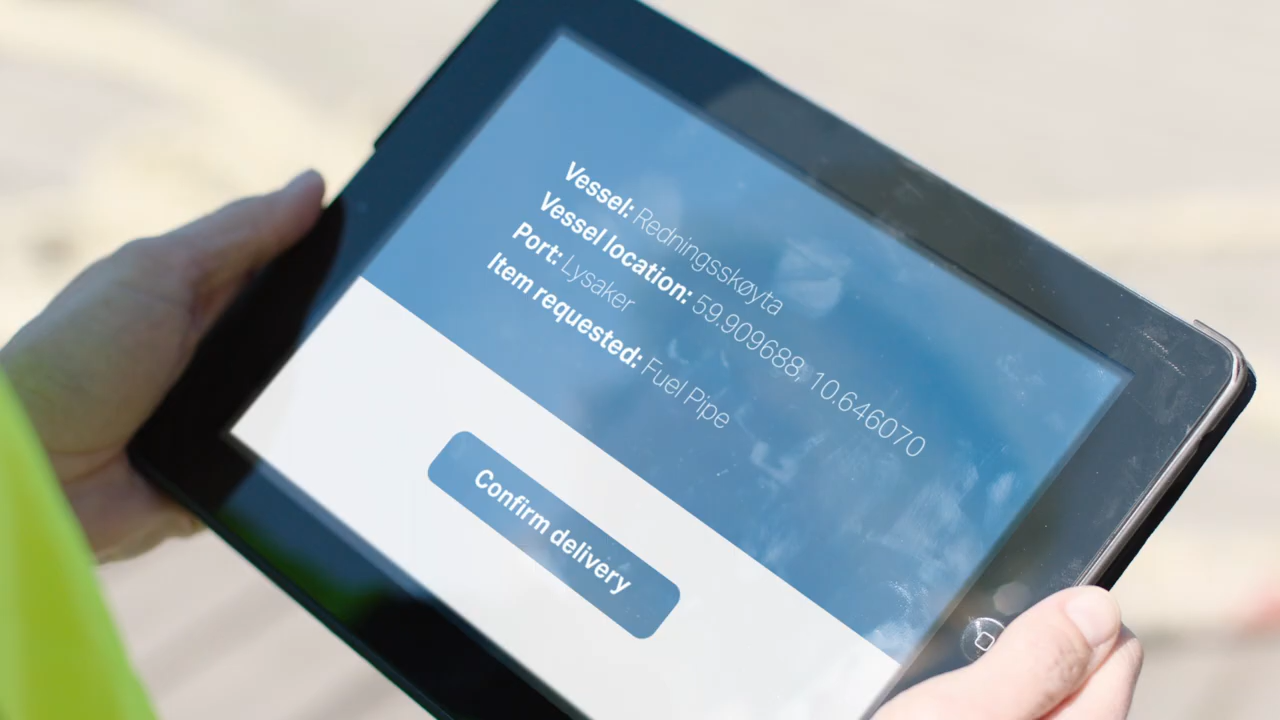 Vessel: Redningsskøyta
Vessel location: 59.909688, 10.646070
Port: Lysaker
Item requested: Fuel Pipe
Confirm delivery